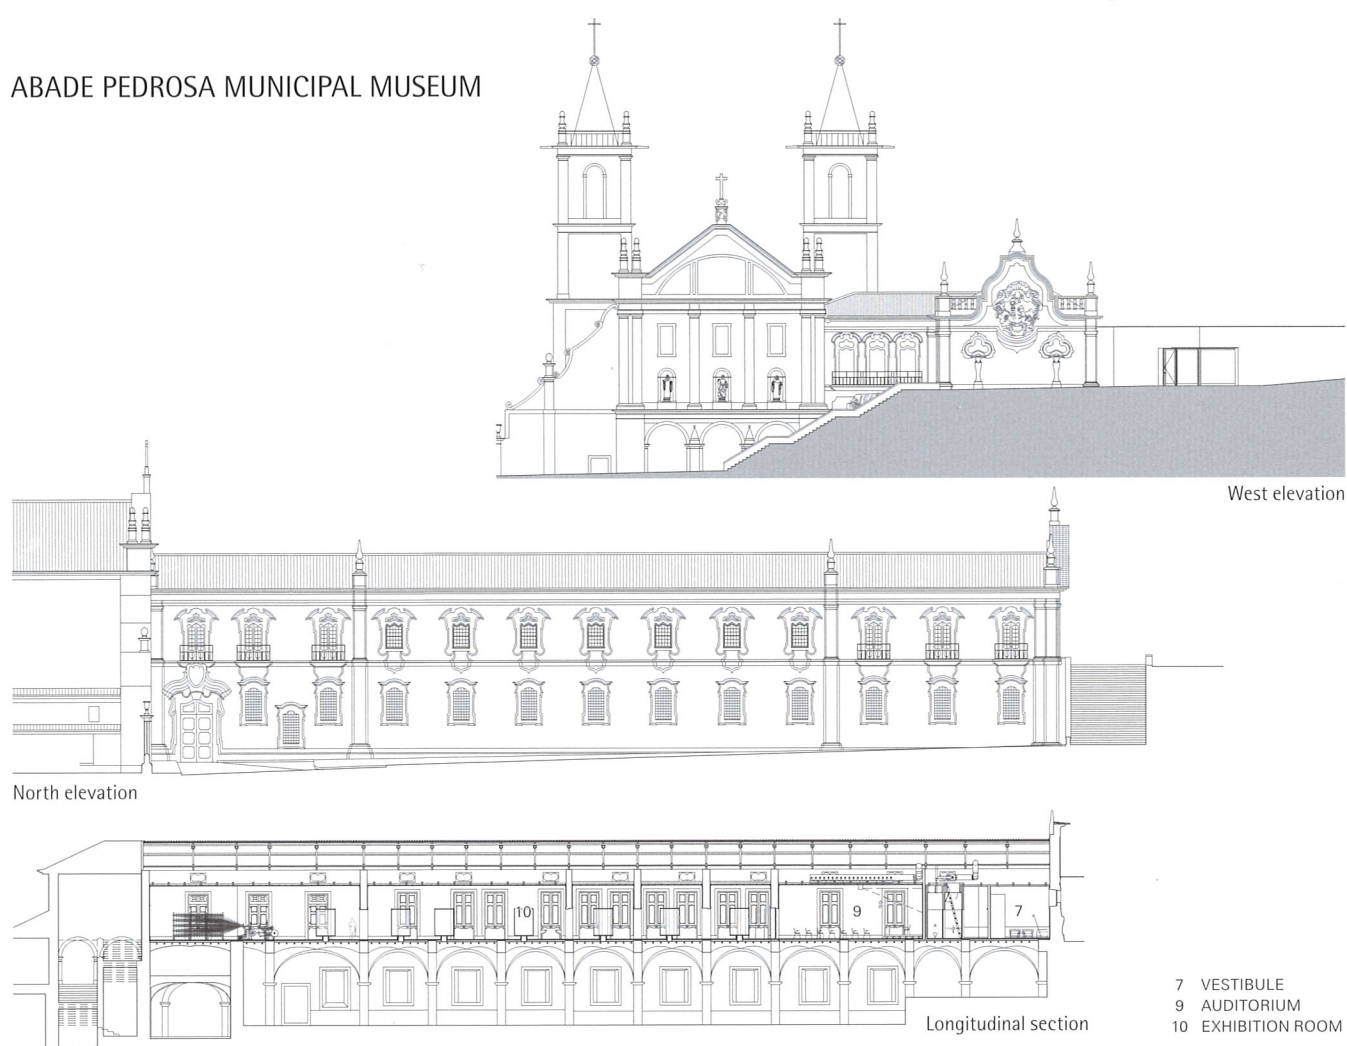 ABADE PEDROSA MUNICIPAL MUSEUM
West elevation
North elevation
10
9
7
Longitudinal section
7 VESTIBULE
9 AUDITORIUM
10 EXHIBITION ROOM